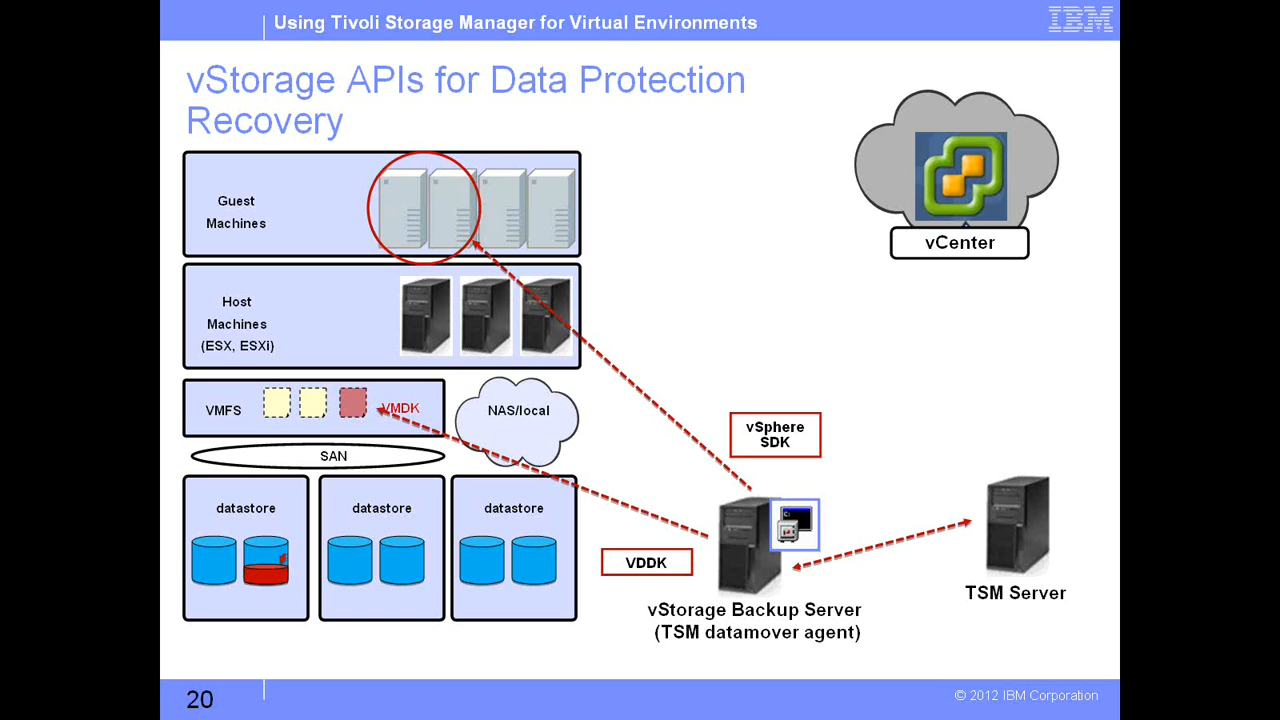 Using Tivoli Storage Manager for Virtual Environments
IBM
vStorage APIs for Data Protection
Recovery
Guest
Machines
vCenter
Host
Machines
(ESX, ESXi)
VMFS
VMDK
NAS/local
vSphere
SDK
SAN
datastore
datastore
datastore
C:
VDDK
TSM Server
vStorage Backup Server
(TSM datamover agent)
20
© 2012 IBM Corporation